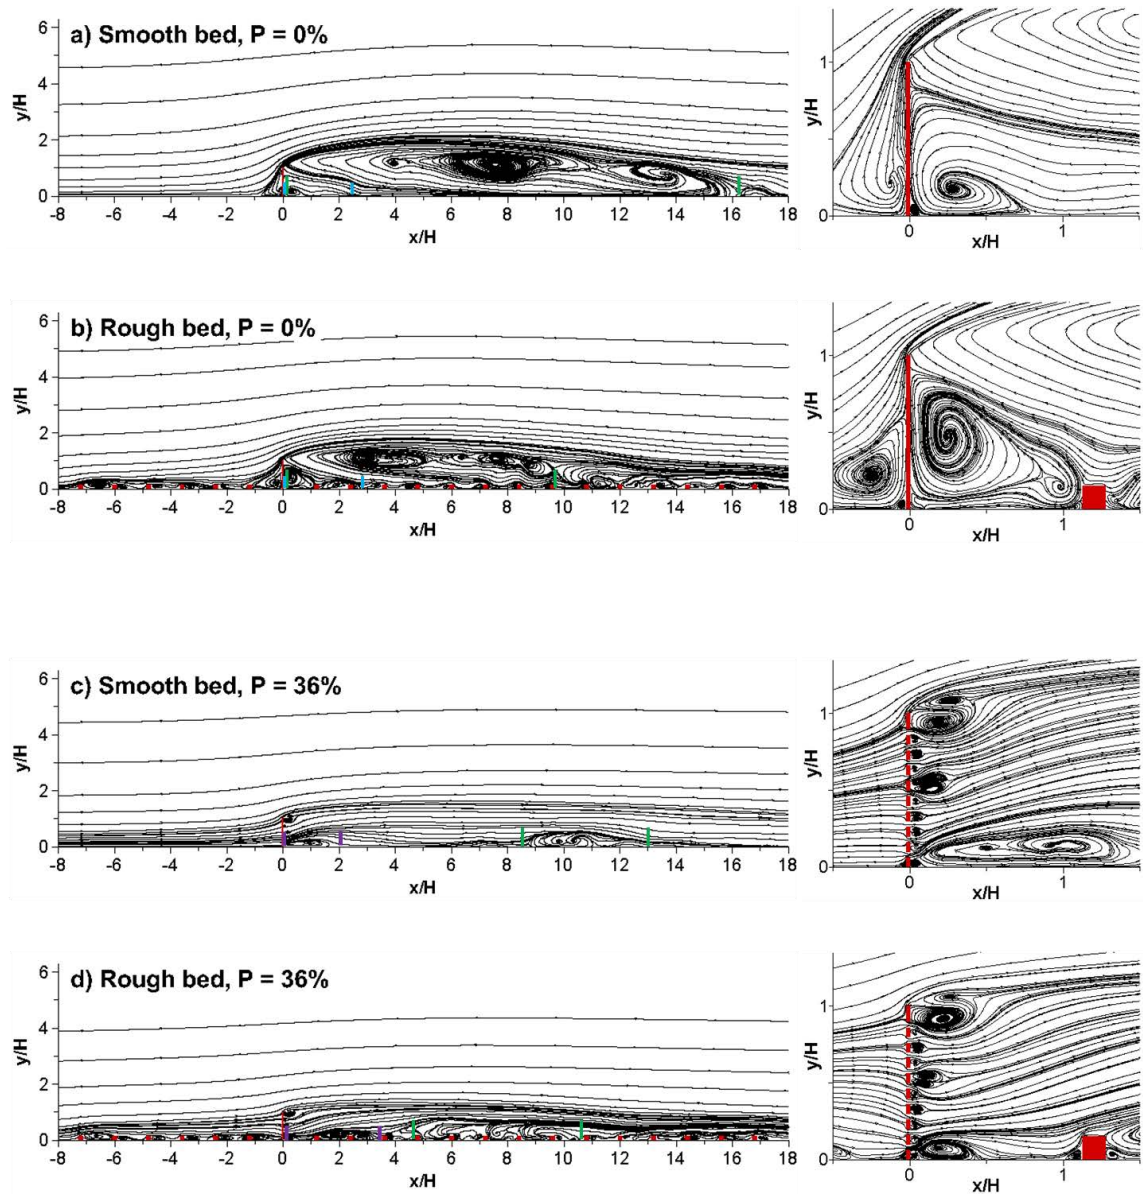 a) Smooth bed, P = 0%
y/H
6
4
2
0
-8 -6 -4 -2 0 2 4 6 8 10 12 14 16 18
x/H
y/H
1
0
0 1
x/H
b) Rough bed, P = 0%
y/H
6
4
2
0
-8 -6 -4 -2 0 2 4 6 8 10 12 14 16 18
x/H
y/H
1
0
0 1
x/H
c) Smooth bed, P = 36%
y/H
6
4
2
0
-8 -6 -4 -2 0 2 4 6 8 10 12 14 16 18
x/H
y/H
1
0
0 1
x/H
d) Rough bed, P = 36%
y/H
6
4
2
0
-8 -6 -4 -2 0 2 4 6 8 10 12 14 16 18
x/H
y/H
1
0
0 1
x/H